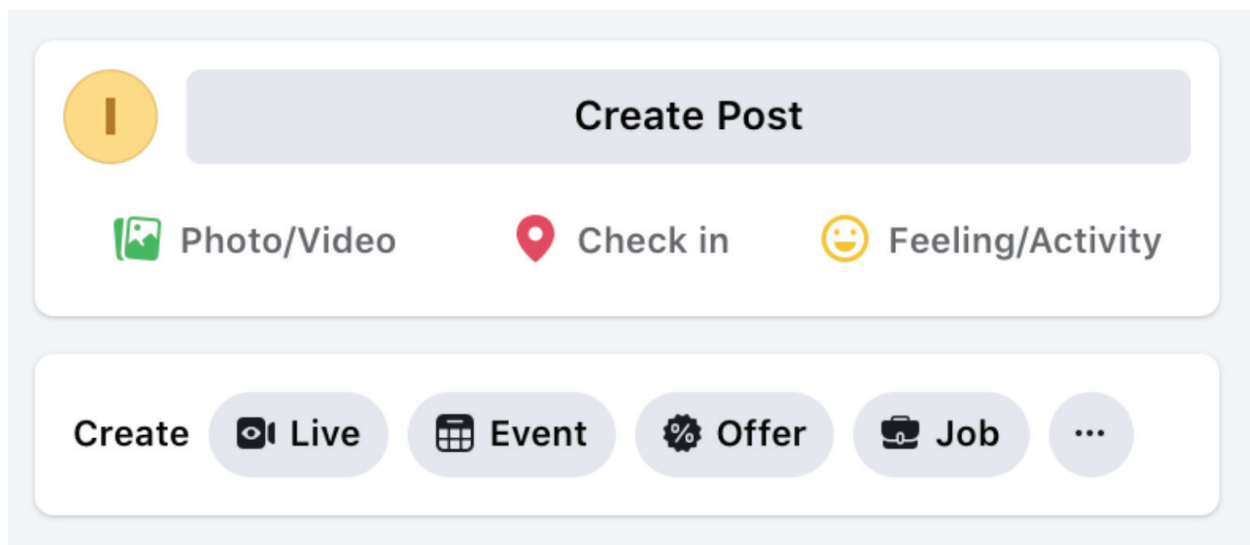 I
Create Post
Photo/Video Check in Feeling/Activity
Create Live Event Offer Job ...